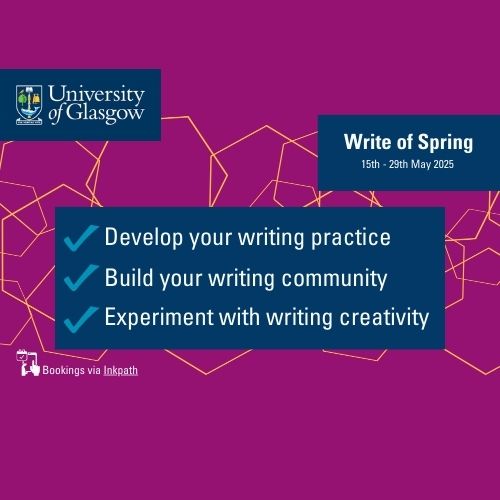 University
of Glasgow
Write of Spring
15th - 29th May 2025
Develop your writing practice
Build your writing community
Experiment with writing creativity
Bookings via Inkpath